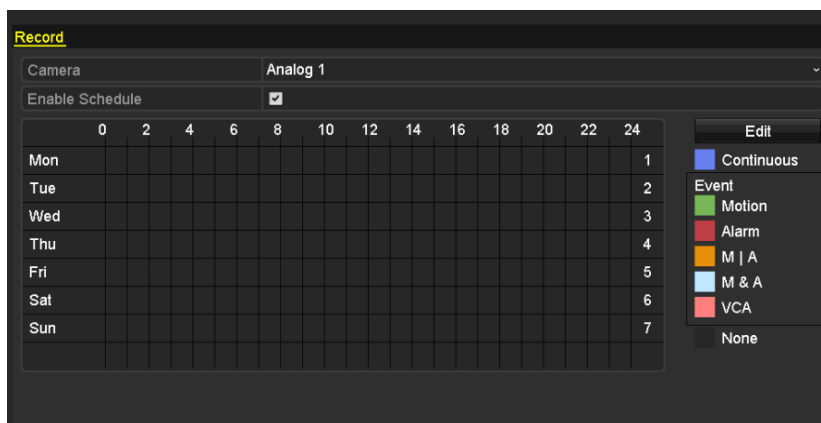 Record
Camera Analog 1
Enable Schedule
0 2 4 6 8 10 12 14 16 18 20 22 24
Edit
Mon 1
Continuous
Tue 2
Event
Motion
Wed 3
Alarm
Thu 4
M | A
Fri 5
M & A
Sat 6
VCA
Sun 7
None